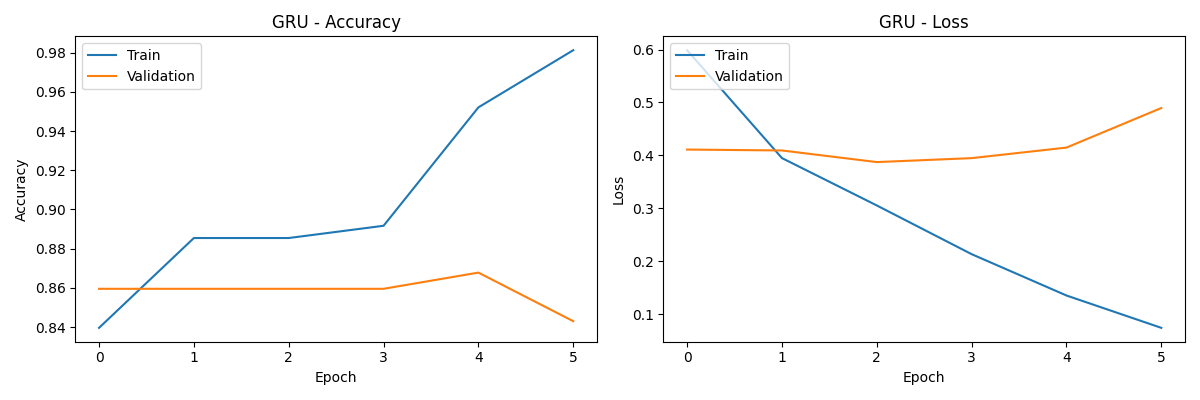 GRU - Accuracy
Train
Validation
0.98
0.96
0.94
0.92
0.90
0.88
0.86
0.84
Accuracy
0 1 2 3 4 5
Epoch
GRU - Loss
Train
Validation
0.6
0.5
0.4
0.3
0.2
0.1
Loss
0 1 2 3 4 5
Epoch